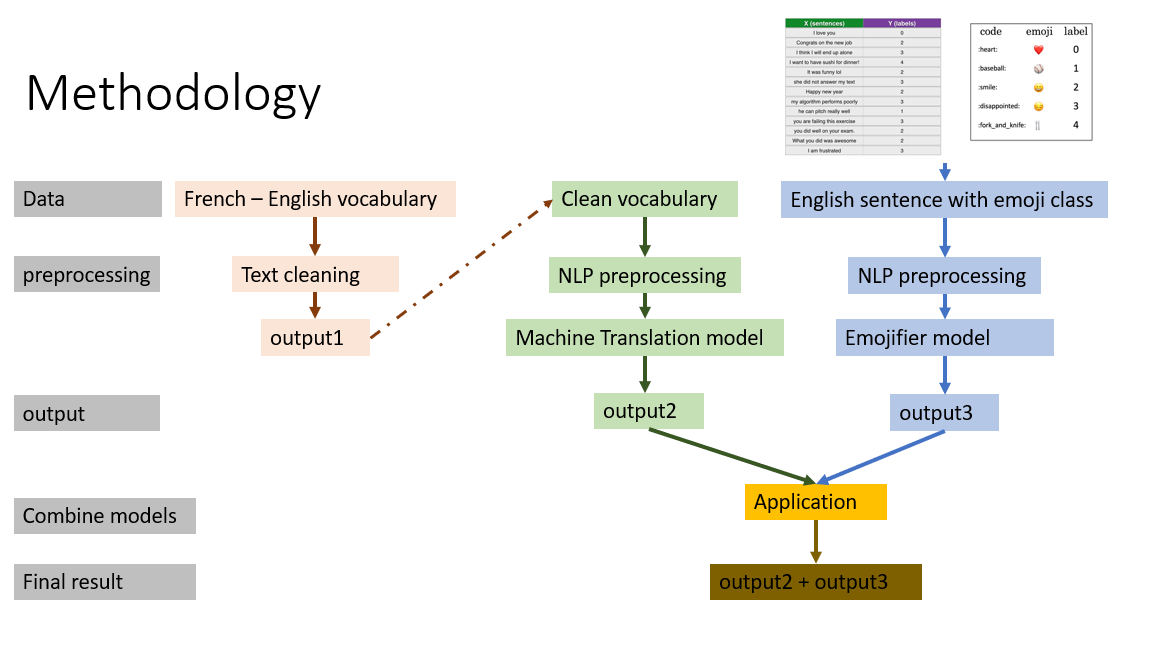 Methodology
X (sentences) Y (labels)
I love you 0
Congrats on the new job 2
I think I will end up alone 3
I want to have sushi for dinner! 4
It was funny lol 2
she did not answer my text 3
Happy new year 2
my algorithm performs poorly 3
he can pitch really well 1
you are failing this exercise 3
you did well on your exam. 2
What you did was awesome 2
I am frustrated 3
code emoji label
:heart: ❤️ 0
:baseball: ⚾ 1
:smile: 😄 2
:disappointed: 😞 3
:fork_and_knife: 🍴 4
Data
French – English vocabulary
Clean vocabulary
English sentence with emoji class
preprocessing
Text cleaning
NLP preprocessing
NLP preprocessing
output1
Machine Translation model
Emojifier model
output
output2
output3
Combine models
Application
Final result
output2 + output3